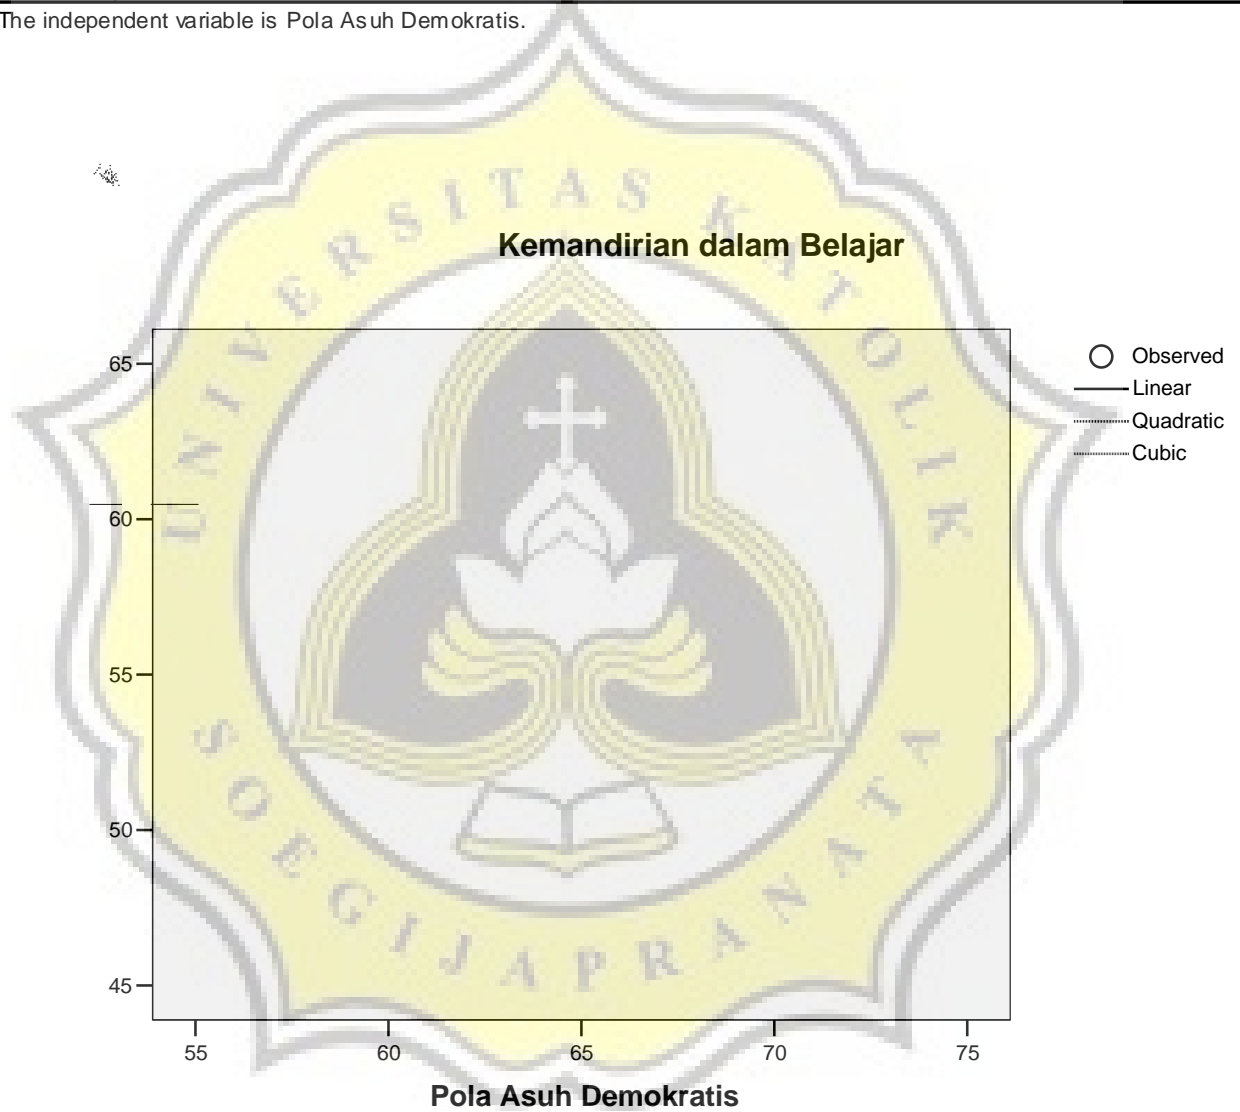 The independent variable is Pola Asuh Demokratis.
UNIVERSITAS KATOLIK
Kemandirian dalam Belajar
65
60
55
50
45
Observed
Linear
Quadratic
Cubic
SOEGIJAPRANATA
55 60 65 70 75
Pola Asuh Demokratis